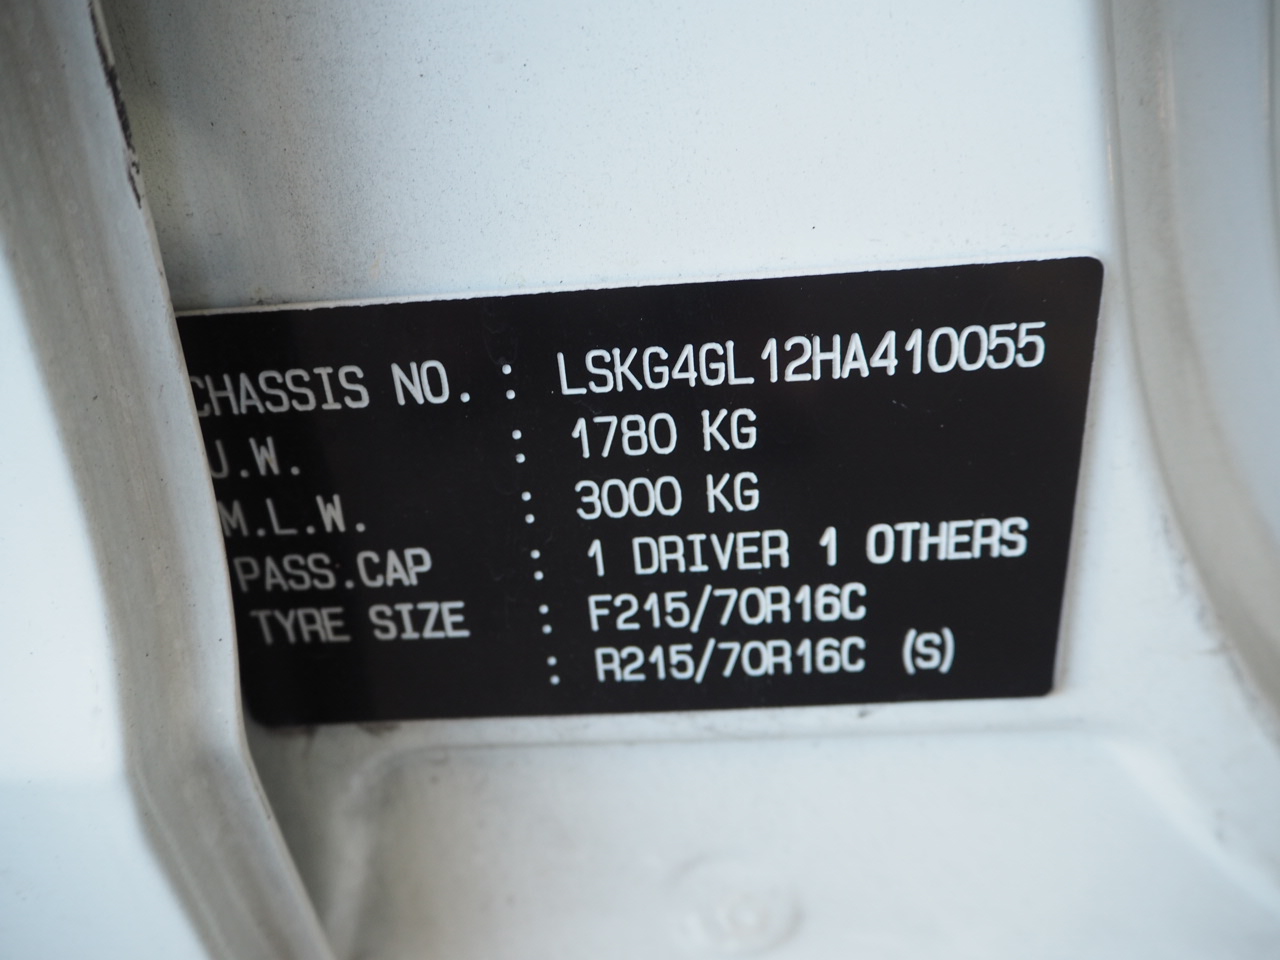 CHASSIS NO. : LSKG4GL12HA410055
U.W. : 1780 KG
M.L.W. : 3000 KG
PASS.CAP : 1 DRIVER 1 OTHERS
TYRE SIZE : F215/70R16C
: R215/70R16C (S)